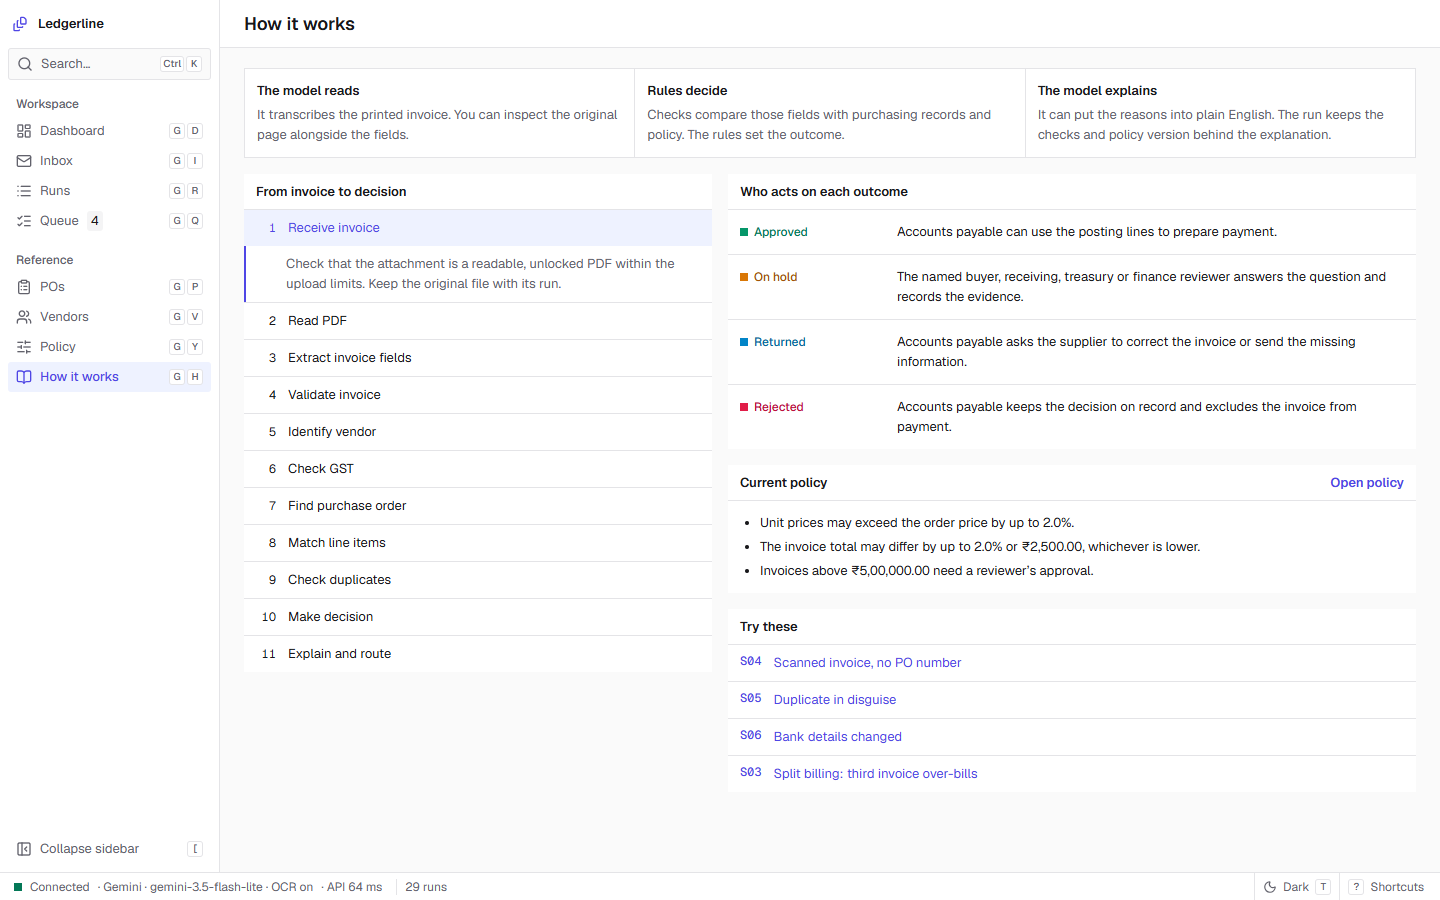 Ledgerline
Search... Ctrl K
Workspace
Dashboard G D
Inbox G I
Runs G R
Queue 4 G Q
Reference
POs G P
Vendors G V
Policy G Y
How it works G H
Collapse sidebar [
How it works
The model reads
It transcribes the printed invoice. You can inspect the original
page alongside the fields.
Rules decide
Checks compare those fields with purchasing records and
policy. The rules set the outcome.
The model explains
It can put the reasons into plain English. The run keeps the
checks and policy version behind the explanation.
From invoice to decision
1 Receive invoice
Check that the attachment is a readable, unlocked PDF within the
upload limits. Keep the original file with its run.
2 Read PDF
3 Extract invoice fields
4 Validate invoice
5 Identify vendor
6 Check GST
7 Find purchase order
8 Match line items
9 Check duplicates
10 Make decision
11 Explain and route
Who acts on each outcome
Approved Accounts payable can use the posting lines to prepare payment.
On hold The named buyer, receiving, treasury or finance reviewer answers the question and
records the evidence.
Returned Accounts payable asks the supplier to correct the invoice or send the missing
information.
Rejected Accounts payable keeps the decision on record and excludes the invoice from
payment.
Current policy Open policy
• Unit prices may exceed the order price by up to 2.0%.
• The invoice total may differ by up to 2.0% or ₹2,500.00, whichever is lower.
• Invoices above ₹5,00,000.00 need a reviewer's approval.
Try these
S04 Scanned invoice, no PO number
S05 Duplicate in disguise
S06 Bank details changed
S03 Split billing: third invoice over-bills
Connected · Gemini · gemini-3.5-flash-lite · OCR on · API 64 ms 29 runs
Dark T ? Shortcuts